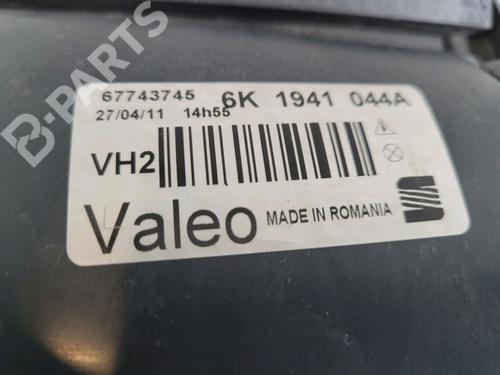 B-PARTS
67743745 6K 1941 044A
27/04/11 14h55
VH2
Valeo MADE IN ROMANIA